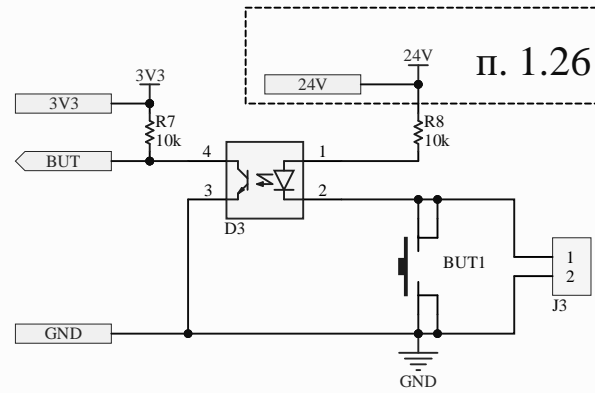 24V
п. 1.26
24V
3V3
3V3
R7
10k
R8
10k
BUT
4
1
3
2
D3
BUT1
1
2
J3
GND
GND